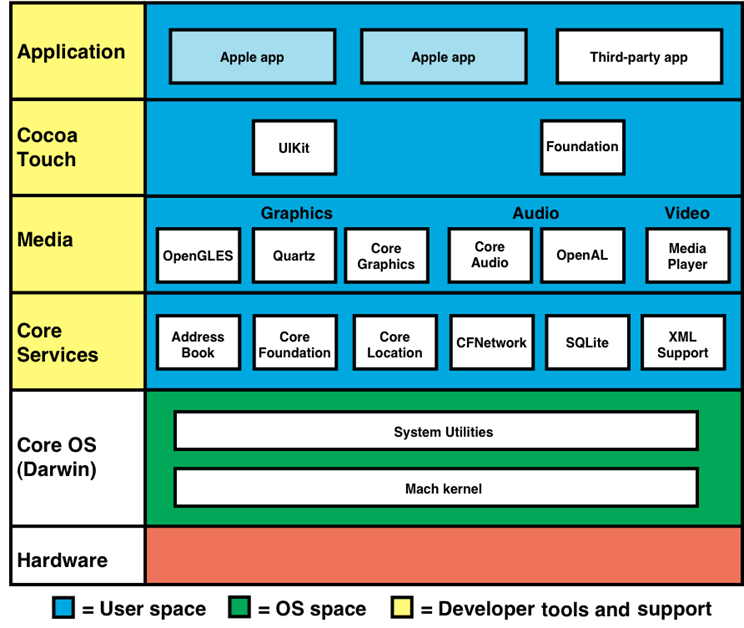 Application
Apple app
Apple app
Third-party app
Cocoa
Touch
UIKit
Foundation
Media
Graphics
Audio
Video
OpenGLES
Quartz
Core
Graphics
Core
Audio
OpenAL
Media
Player
Core
Services
Address
Book
Core
Foundation
Core
Location
CFNetwork
SQLite
XML
Support
Core OS
(Darwin)
System Utilities
Mach kernel
Hardware
= User space
= OS space
= Developer tools and support